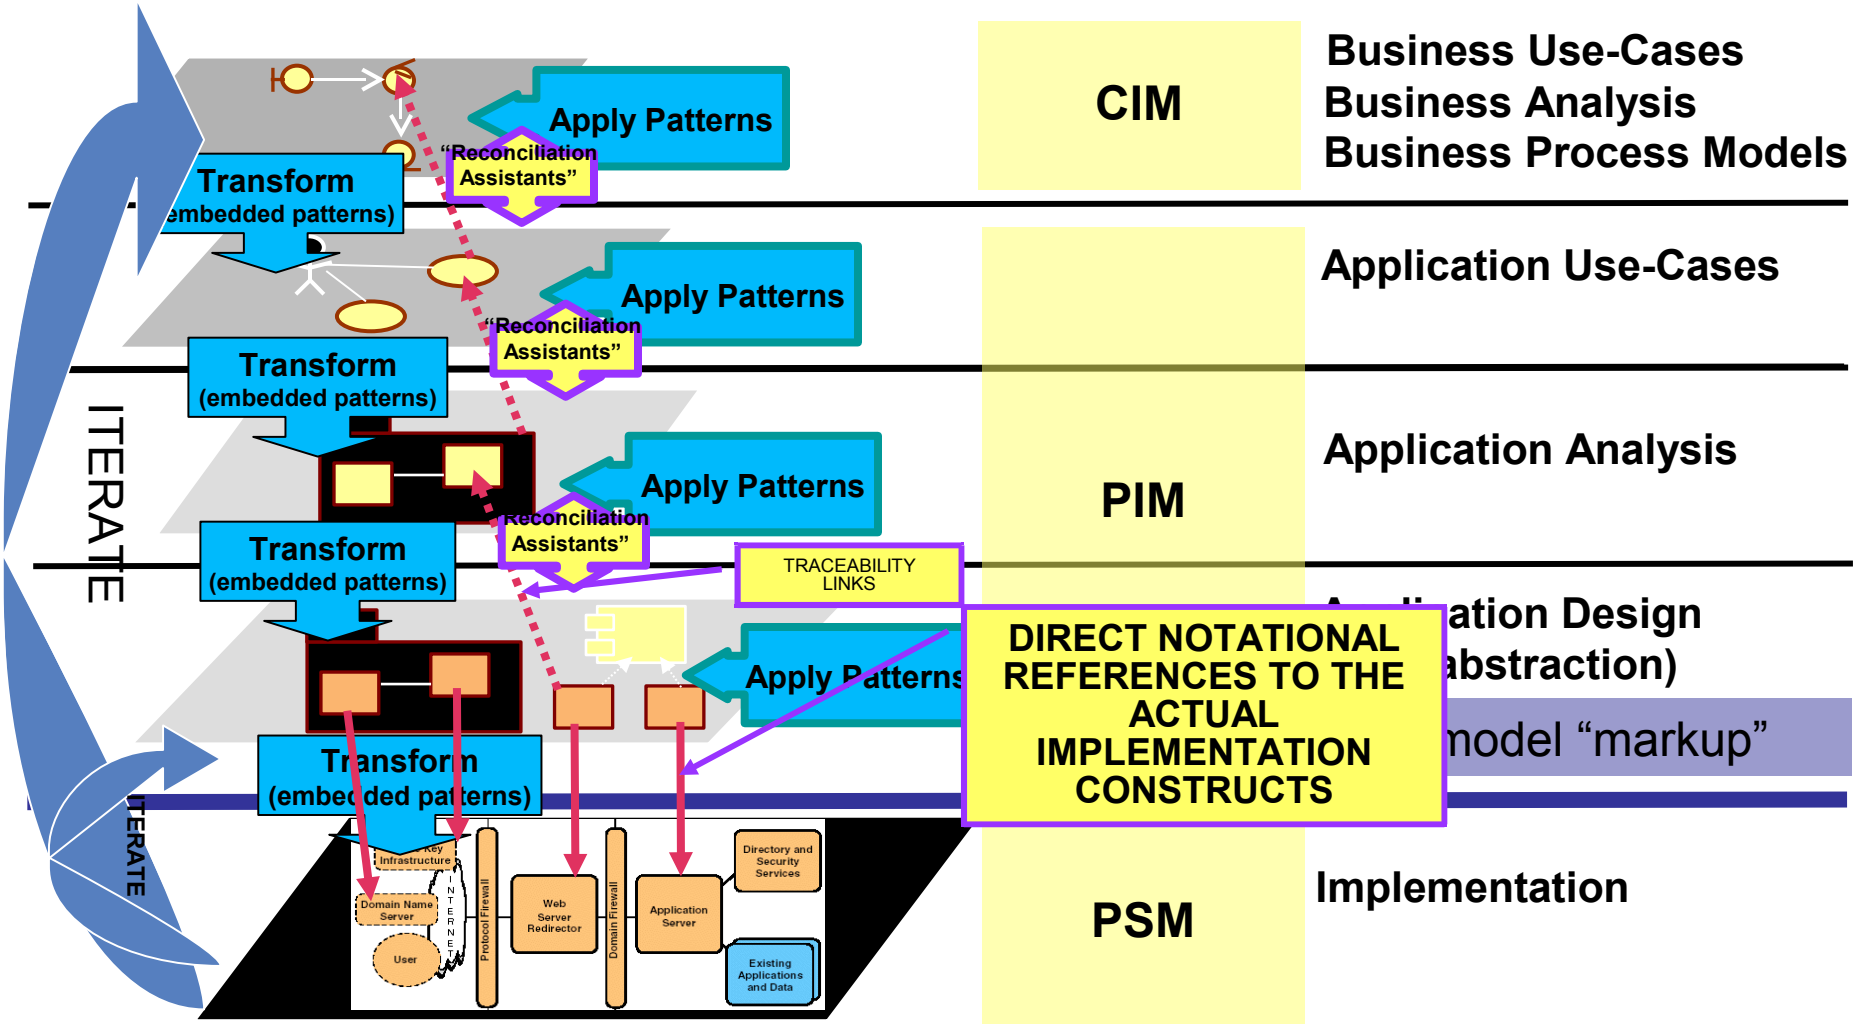 Business Use-Cases
Business Analysis
Business Process Models
CIM
Apply Patterns
“Reconciliation
Assistants”
Transform
(embedded patterns)
Application Use-Cases
Apply Patterns
“Reconciliation
Assistants”
Transform
(embedded patterns)
ITERATE
Application Analysis
PIM
Apply Patterns
Reconciliation
Assistants”
Transform
(embedded patterns)
TRACEABILITY
LINKS
Design
abstraction)
Apply Patterns
DIRECT NOTATIONAL
REFERENCES TO THE
ACTUAL
IMPLEMENTATION
CONSTRUCTS
model “markup”
Transform
(embedded patterns)
ITERATE
Implementation
PSM
Key
Infrastructure
INTERNET
Domain Name
Server
User
Protocol Firewall
Web
Server
Redirector
Domain Firewall
Application
Server
Directory and
Security
Services
Existing
Applications
and Data